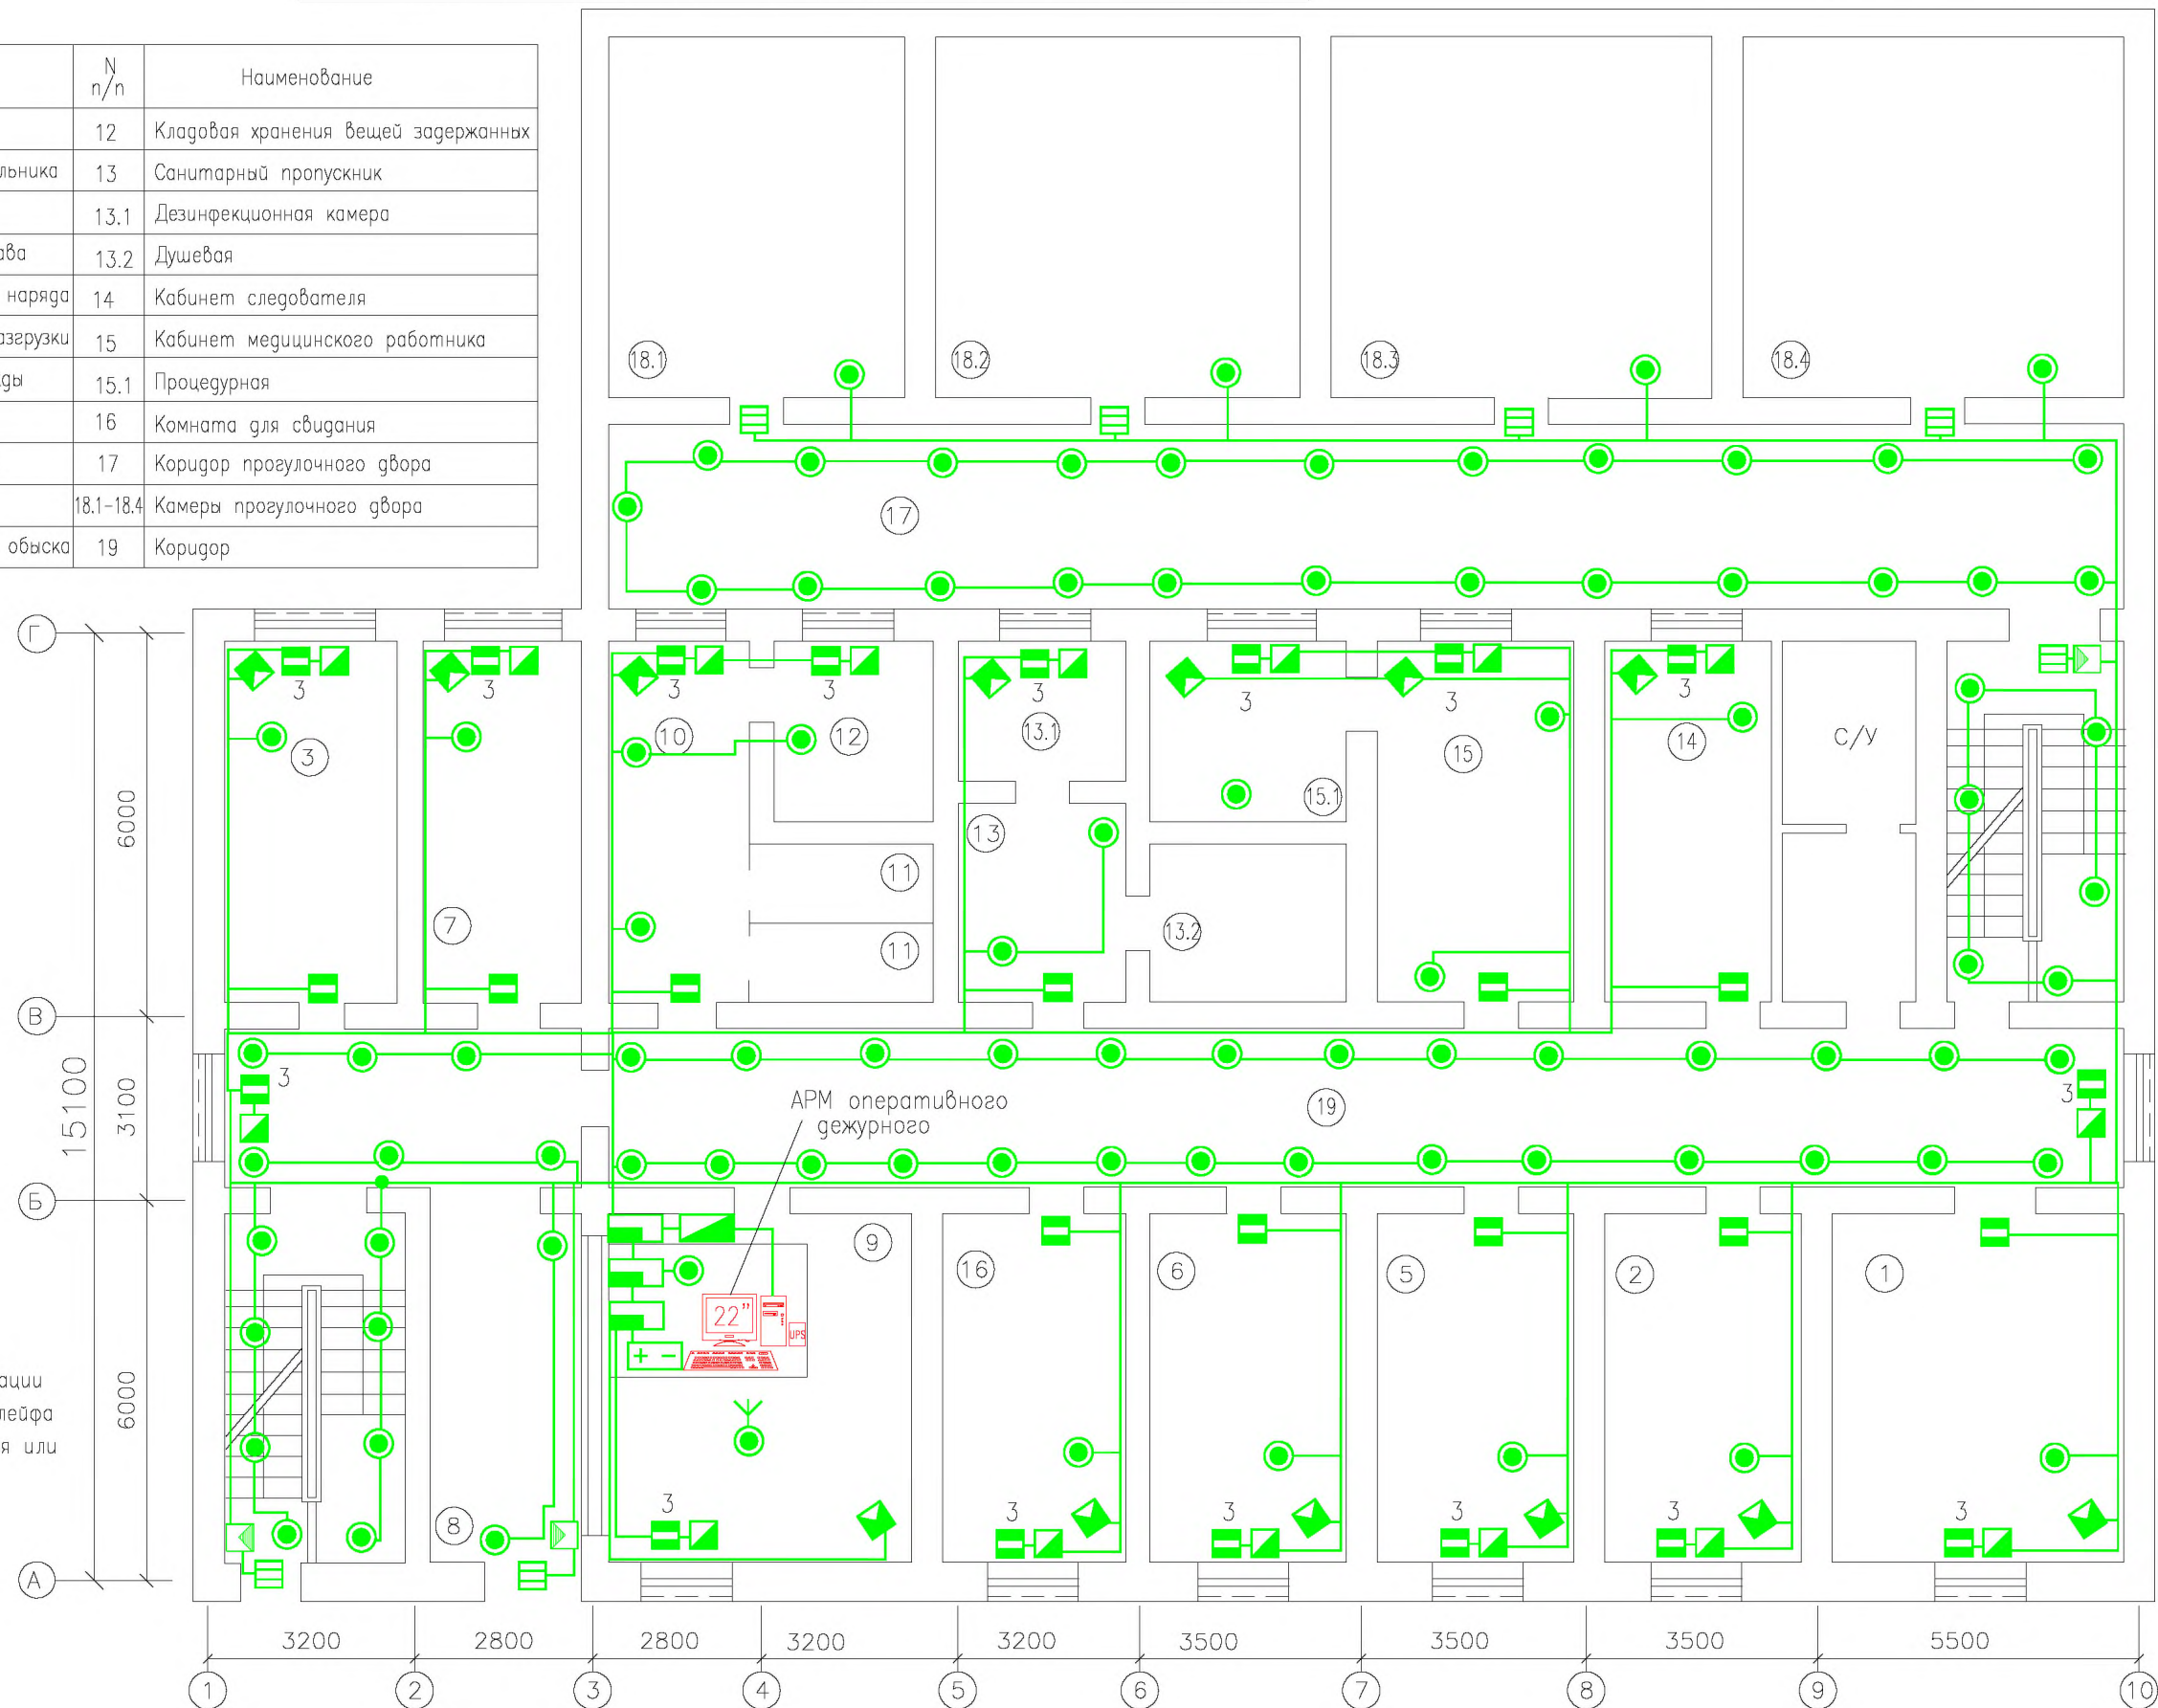 N п/п Наименование
12 Кладовая хранения вещей задержанных
льника 13 Санитарный пропускник
13.1 Дезинфекционная камера
ава 13.2 Душевая
наряда 14 Кабинет следователя
азгрузки 15 Кабинет медицинского работника
ды 15.1 Процедурная
16 Комната для свидания
17 Коридор прогулочного двора
18.1-18.4 Камеры прогулочного двора
обыска 19 Коридор
18.1 18.2 18.3 18.4
17
Г
3 3 3 3 3 3 3 3
3 7 10 12 13.1 15 14 С/У
15.1
13
11
11
13.2
6000
В
15100
3100
3
3
АРМ оперативного
дежурного
19
Б
9 16 6 5 2 1
22"
UPS
+ −
6000
ации
лейфа
я или
8
3 3 3 3 3 3
А
3200 2800 2800 3200 3200 3500 3500 3500 5500
1 2 3 4 5 6 7 8 9 10